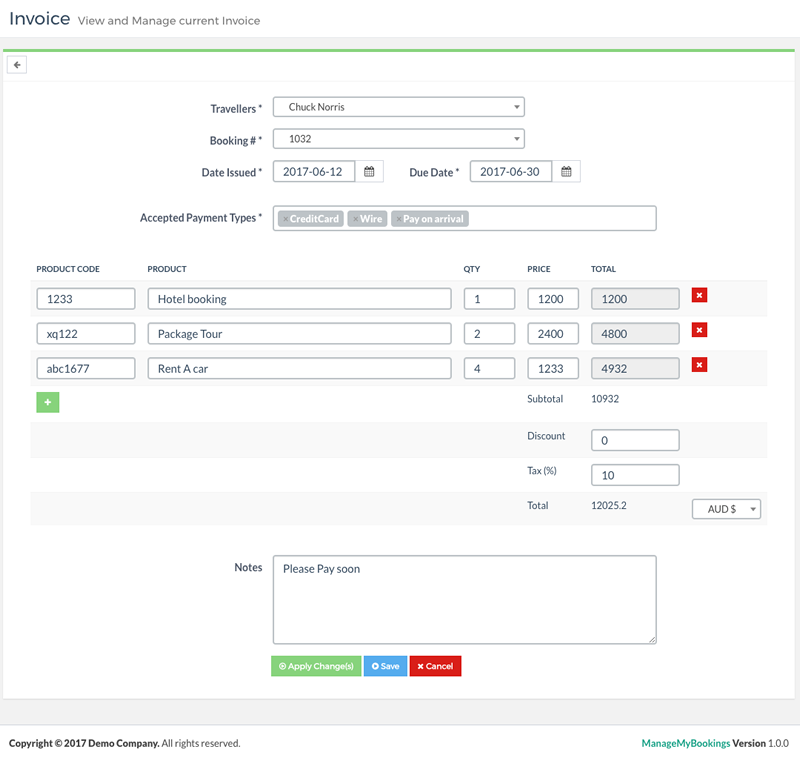 Invoice View and Manage current Invoice
Travellers * Chuck Norris
Booking # * 1032
Date Issued * 2017-06-12 Due Date * 2017-06-30
Accepted Payment Types * × CreditCard × Wire × Pay on arrival
PRODUCT CODE PRODUCT QTY PRICE TOTAL
1233 Hotel booking 1 1200 1200
xq122 Package Tour 2 2400 4800
abc1677 Rent A car 4 1233 4932
Subtotal 10932
Discount 0
Tax (%) 10
Total 12025.2 AUD $
Notes Please Pay soon
Apply Change(s) Save Cancel
Copyright © 2017 Demo Company. All rights reserved. ManageMyBookings Version 1.0.0